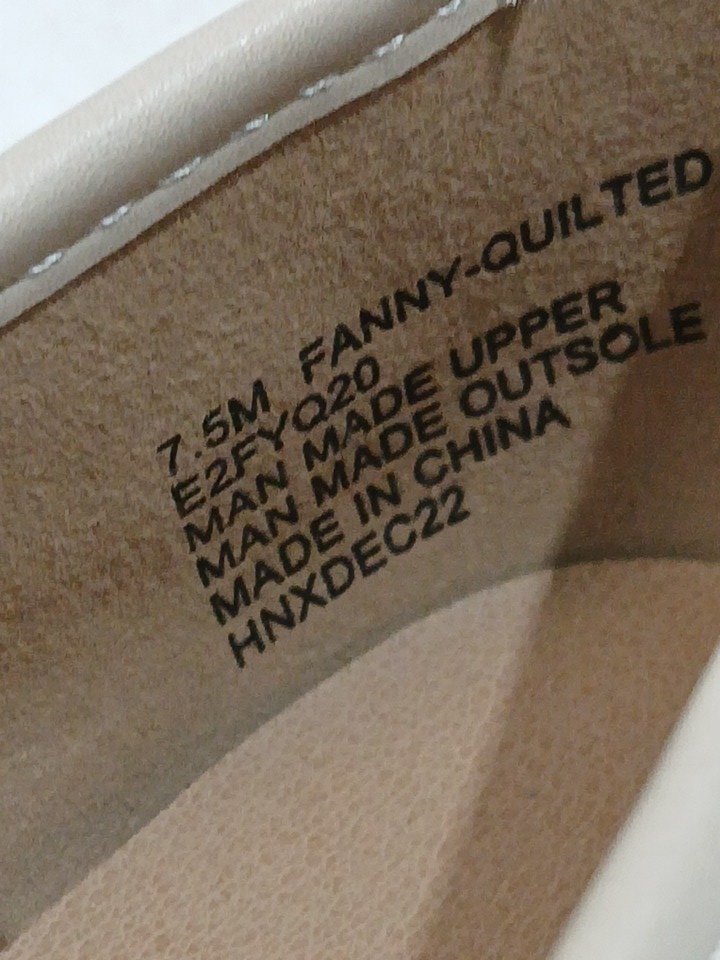 7.5M FANNY-QUILTED
E2FYQ20
MAN MADE UPPER
MAN MADE OUTSOLE
MADE IN CHINA
HNXDEC22